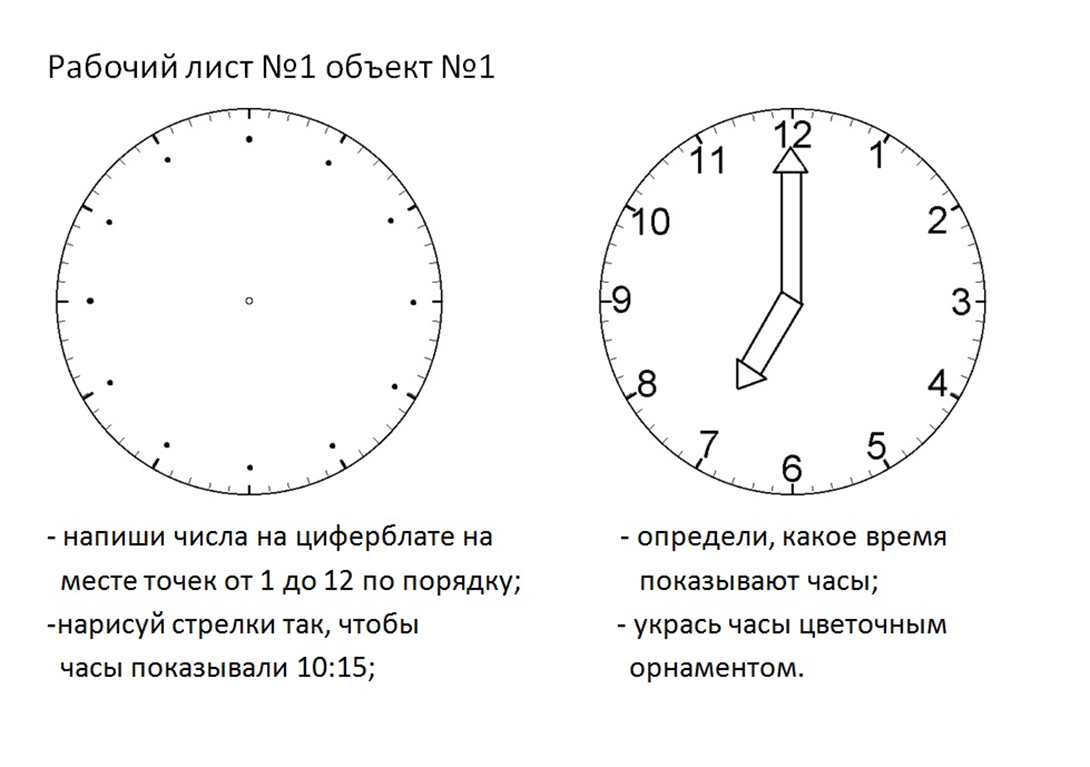 Рабочий лист №1 объект №1
12
11
1
10
2
9
3
8
4
7
5
6
- напиши числа на циферблате на
месте точек от 1 до 12 по порядку;
-нарисуй стрелки так, чтобы
часы показывали 10:15;
- определи, какое время
показывают часы;
- укрась часы цветочным
орнаментом.